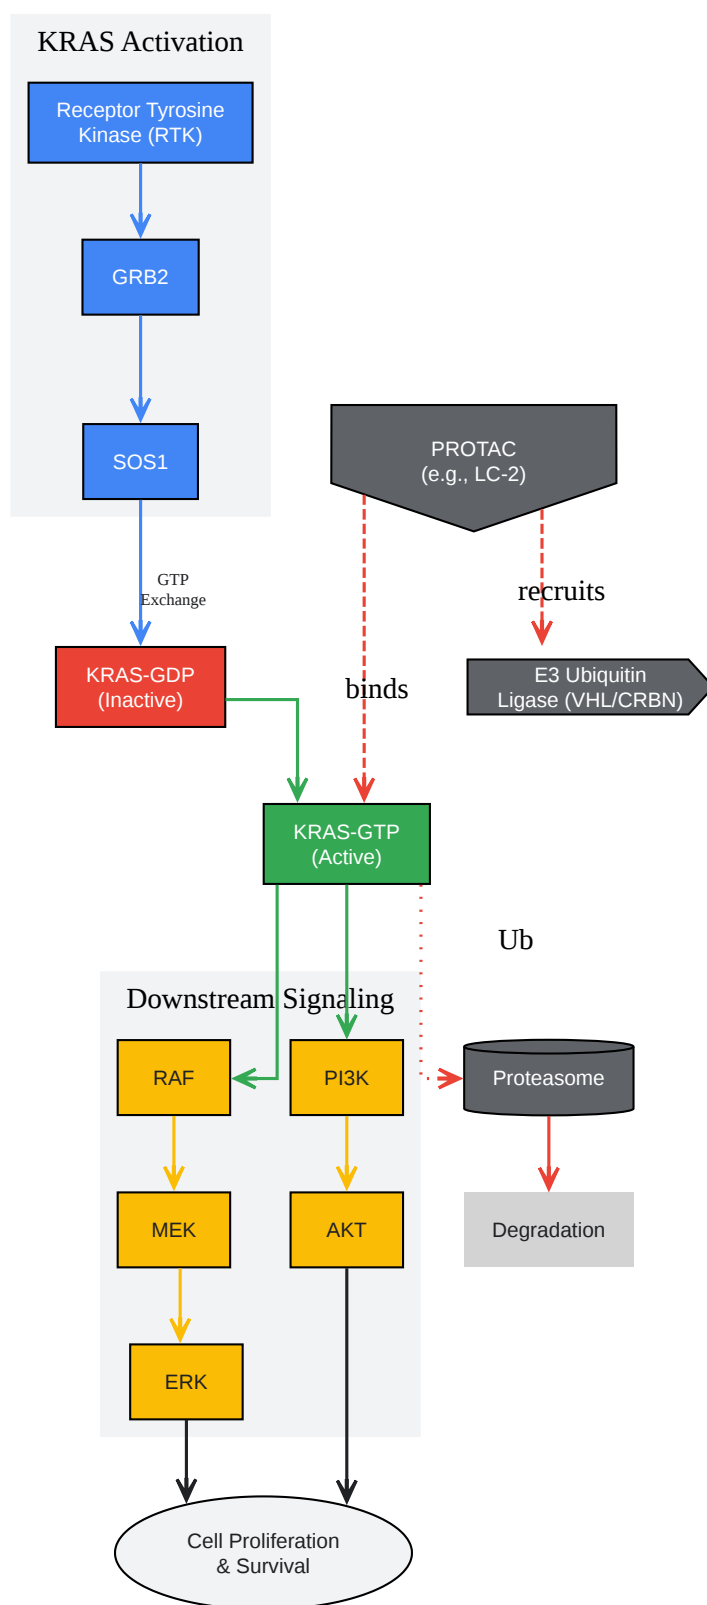 KRAS Activation
Receptor Tyrosine
Kinase (RTK)
GRB2
SOS1
PROTAC
(e.g., LC-2)
GTP
Exchange
recruits
KRAS-GDP
(Inactive)
binds
E3 Ubiquitin
Ligase (VHL/CRBN)
KRAS-GTP
(Active)
Ub
Downstream Signaling
RAF
PI3K
Proteasome
MEK
AKT
Degradation
ERK
Cell Proliferation
& Survival